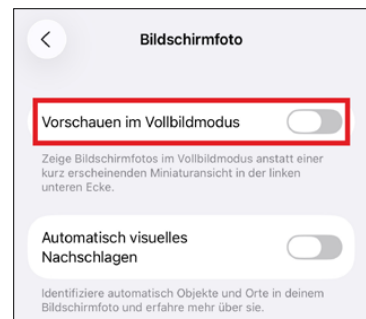 Bildschirmfoto
Vorschauen im Vollbildmodus
Zeige Bildschirmfotos im Vollbildmodus anstatt einer
kurz erscheinenden Miniaturansicht in der linken
unteren Ecke.
Automatisch visuelles
Nachschlagen
Identifiziere automatisch Objekte und Orte in deinem
Bildschirmfoto und erfahre mehr über sie.